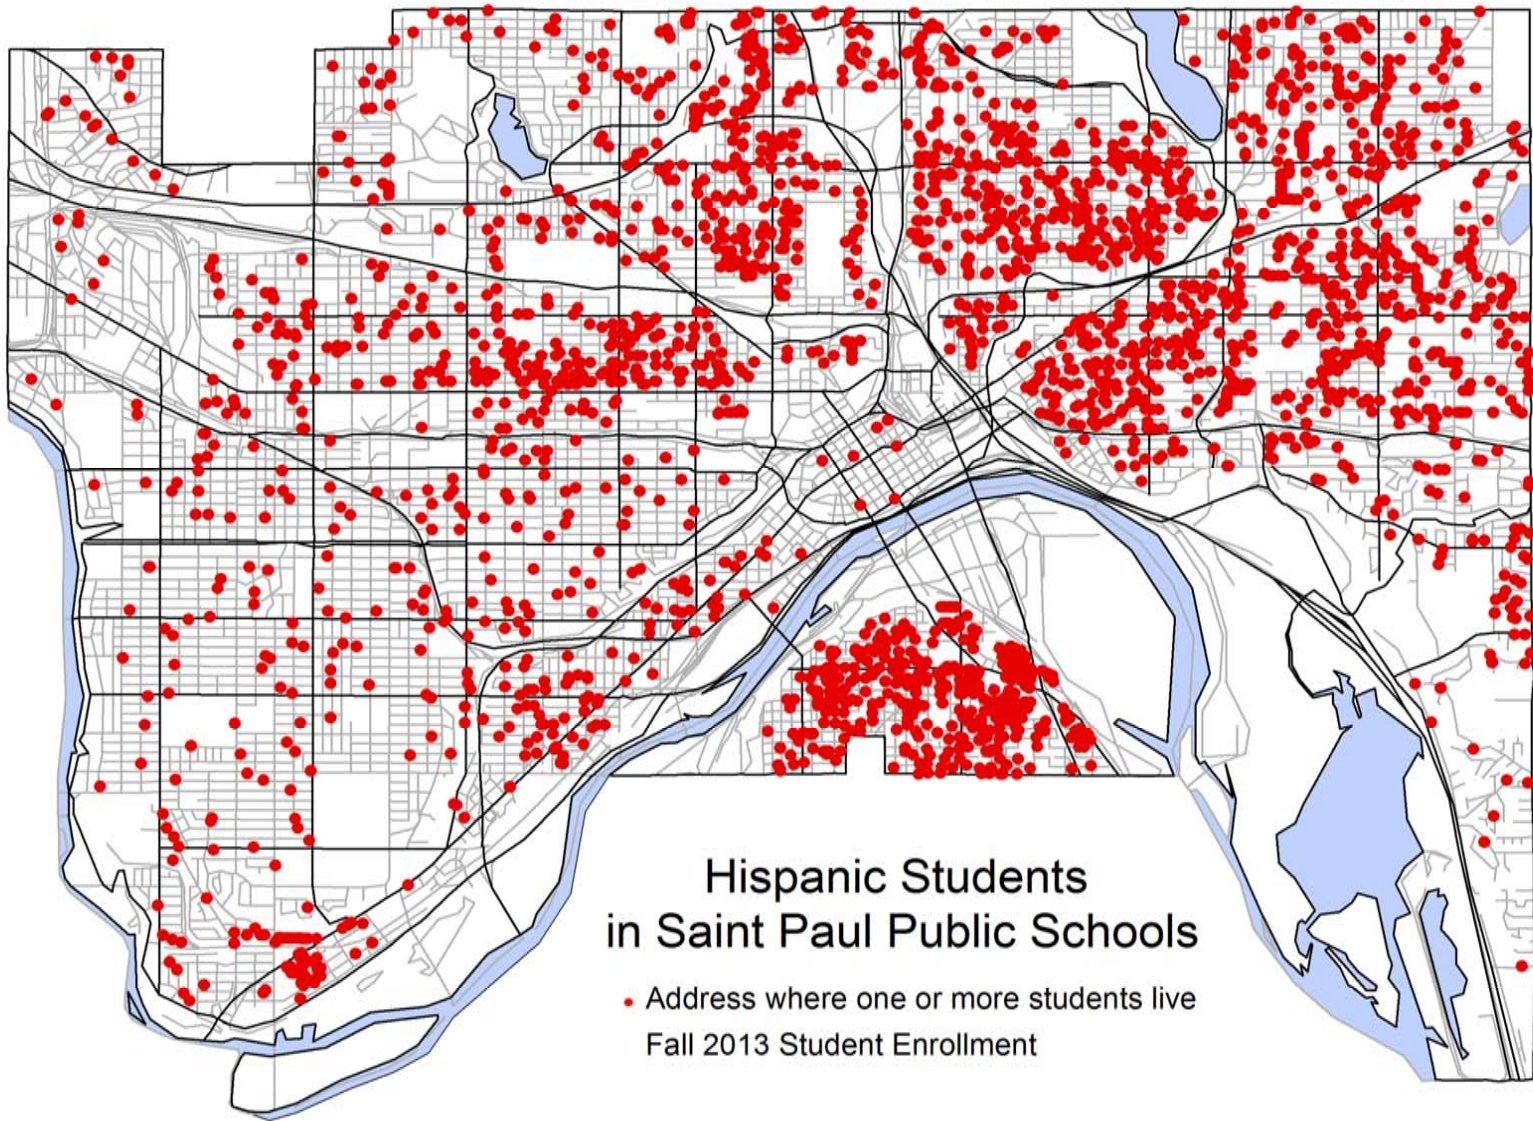 Hispanic Students
in Saint Paul Public Schools
Address where one or more students live
Fall 2013 Student Enrollment